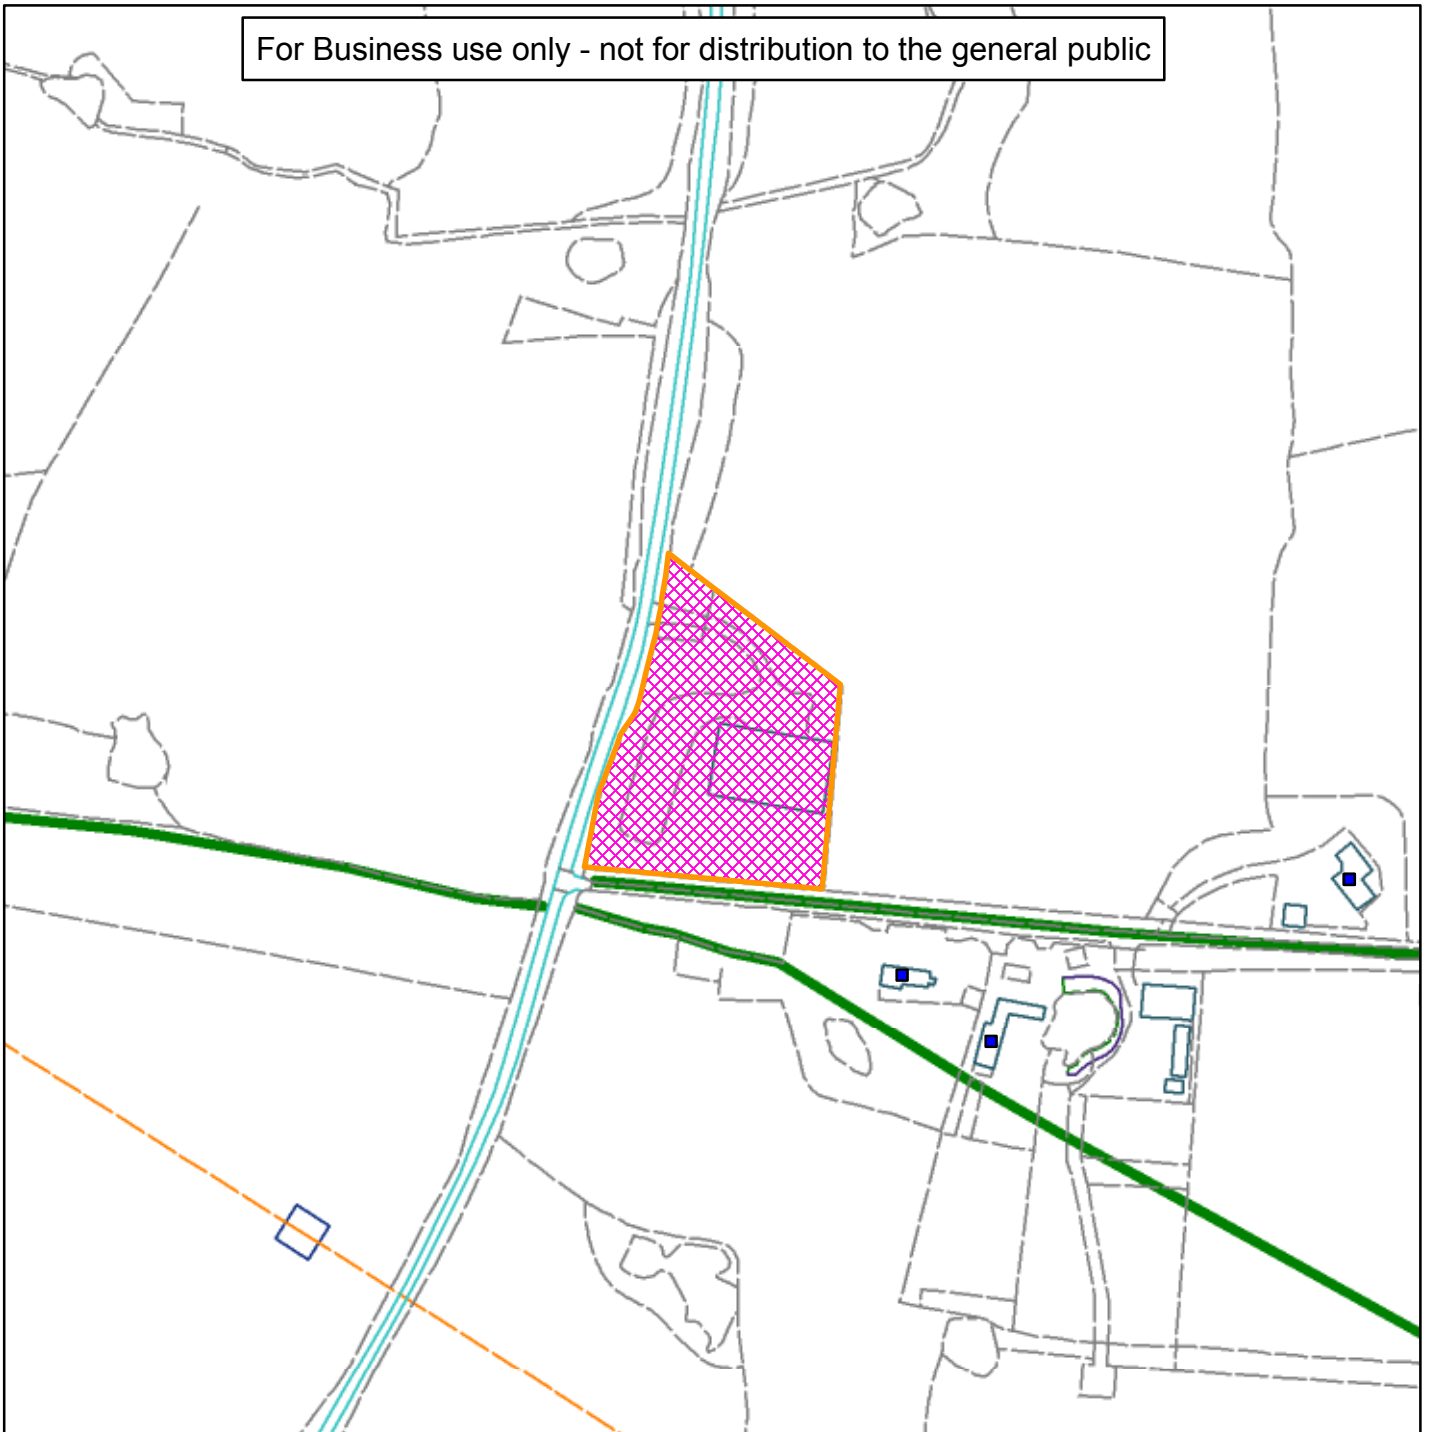 For Business use only - not for distribution to the general public